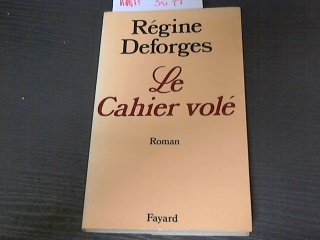 Régine
Deforges
Le
Cahier volé
Roman
Fayard